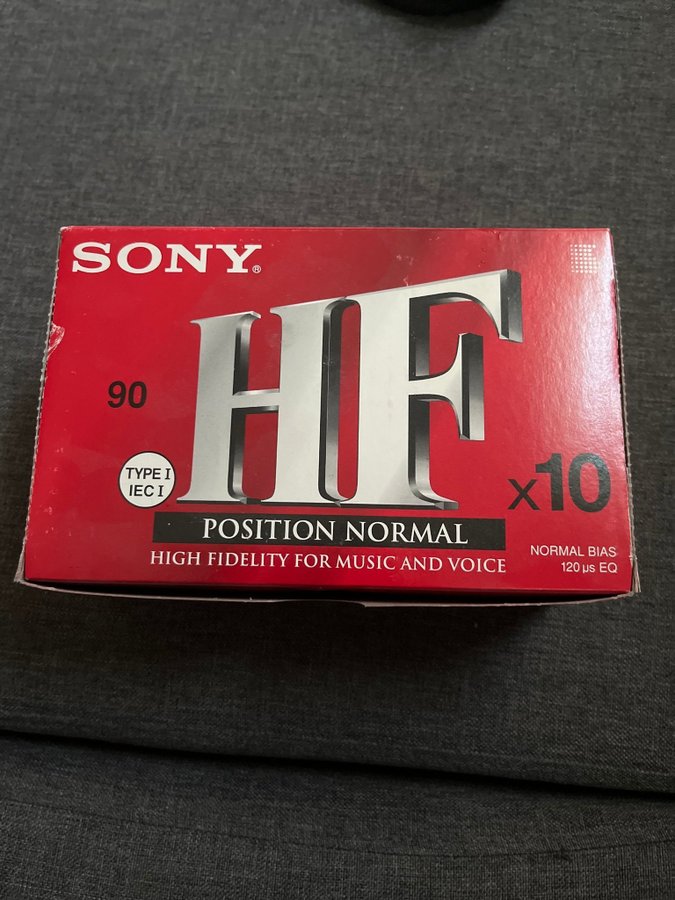 SONY®
HF
90
TYPE I
IEC I
x10
POSITION NORMAL
HIGH FIDELITY FOR MUSIC AND VOICE
NORMAL BIAS
120 µs EQ